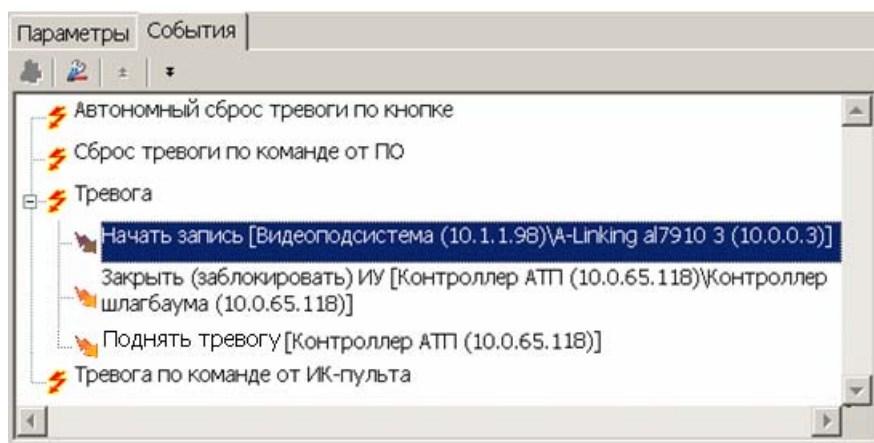 Параметры События
Автономный сброс тревоги по кнопке
Сброс тревоги по команде от ПО
Тревога
Начать запись [Видеоподсистема (10.1.1.98)\A-Linking al7910 3 (10.0.0.3)]
Закрыть (заблокировать) ИУ [Контроллер АТП (10.0.65.118)\Контроллер
шлагбаума (10.0.65.118)]
Поднять тревогу [Контроллер АТП (10.0.65.118)]
Тревога по команде от ИК-пульта